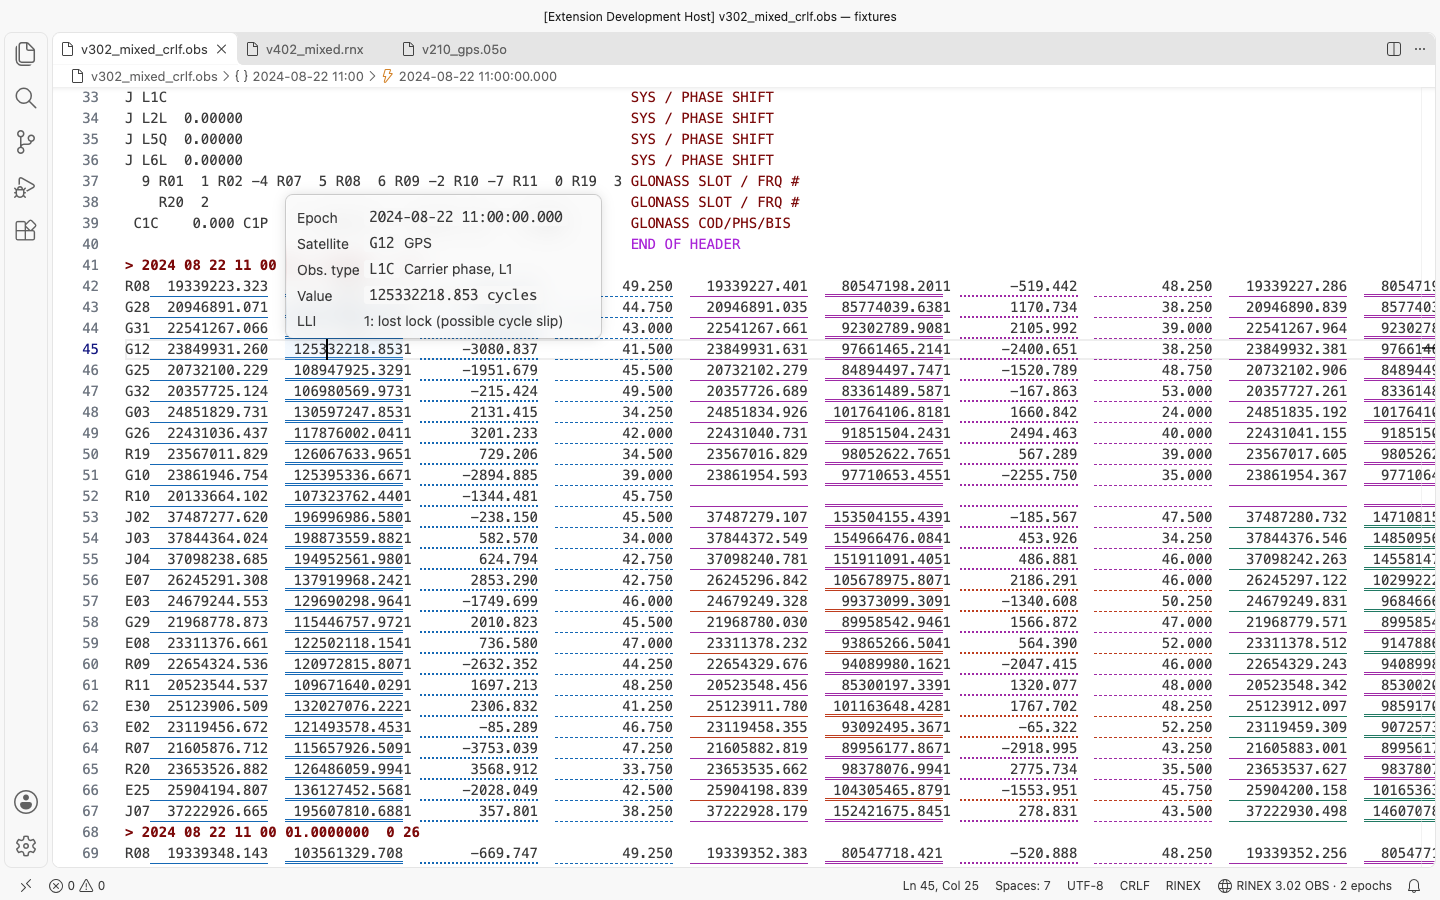 [Extension Development Host] v302_mixed_crlf.obs — fixtures
v302_mixed_crlf.obs v402_mixed.rnx v210_gps.05o
v302_mixed_crlf.obs > { } 2024-08-22 11:00 > 2024-08-22 11:00:00.000
33 J L1C SYS / PHASE SHIFT
34 J L2L 0.00000 SYS / PHASE SHIFT
35 J L5Q 0.00000 SYS / PHASE SHIFT
36 J L6L 0.00000 SYS / PHASE SHIFT
37 9 R01 1 R02 −4 R07 5 R08 6 R09 −2 R10 −7 R11 0 R19 3 GLONASS SLOT / FRQ #
38 R20 2 GLONASS SLOT / FRQ #
39 C1C 0.000 C1P GLONASS COD/PHS/BIS
40 END OF HEADER
41 > 2024 08 22 11 00
Epoch 2024-08-22 11:00:00.000
Satellite G12 GPS
Obs. type L1C Carrier phase, L1
Value 125332218.853 cycles
LLI 1: lost lock (possible cycle slip)
42 R08 19339223.323 49.250 19339227.401 80547198.2011 −519.442 48.250 19339227.286 805471
43 G28 20946891.071 44.750 20946891.035 85774039.6381 1170.734 38.250 20946890.839 857740
44 G31 22541267.066 43.000 22541267.661 92302789.9081 2105.992 39.000 22541267.964 923027
45 G12 23849931.260 125332218.8531 −3080.837 41.500 23849931.631 97661465.2141 −2400.651 38.250 23849932.381 97661
46 G25 20732100.229 108947925.3291 −1951.679 45.500 20732102.279 84894497.7471 −1520.789 48.750 20732102.906 848944
47 G32 20357725.124 106980569.9731 −215.424 49.500 20357726.689 83361489.5871 −167.863 53.000 20357727.261 833614
48 G03 24851829.731 130597247.8531 2131.415 34.250 24851834.926 101764106.8181 1660.842 24.000 24851835.192 1017641
49 G26 22431036.437 117876002.0411 3201.233 42.000 22431040.731 91851504.2431 2494.463 40.000 22431041.155 918515
50 R19 23567011.829 126067633.9651 729.206 34.500 23567016.829 98052622.7651 567.289 39.000 23567017.605 980526
51 G10 23861946.754 125395336.6671 −2894.885 39.000 23861954.593 97710653.4551 −2255.750 35.000 23861954.367 977106
52 R10 20133664.102 107323762.4401 −1344.481 45.750
53 J02 37487277.620 196996986.5801 −238.150 45.500 37487279.107 153504155.4391 −185.567 47.500 37487280.732 1471081
54 J03 37844364.024 198873559.8821 582.570 34.000 37844372.549 154966476.0841 453.926 34.250 37844376.546 1485095
55 J04 37098238.685 194952561.9801 624.794 42.750 37098240.781 151911091.4051 486.881 46.000 37098242.263 1455814
56 E07 26245291.308 137919968.2421 2853.290 42.750 26245296.842 105678975.8071 2186.291 46.000 26245297.122 1029922
57 E03 24679244.553 129690298.9641 −1749.699 46.000 24679249.328 99373099.3091 −1340.608 50.250 24679249.831 968466
58 G29 21968778.873 115446757.9721 2010.823 45.500 21968780.030 89958542.9461 1566.872 47.000 21968779.571 899585
59 E08 23311376.661 122502118.1541 736.580 47.000 23311378.232 93865266.5041 564.390 52.000 23311378.512 914788
60 R09 22654324.536 120972815.8071 −2632.352 44.250 22654329.676 94089980.1621 −2047.415 46.000 22654329.243 940899
61 R11 20523544.537 109671640.0291 1697.213 48.250 20523548.456 85300197.3391 1320.077 48.000 20523548.342 853002
62 E30 25123906.509 132027076.2221 2306.832 41.250 25123911.780 101163648.4281 1767.702 48.250 25123912.097 985917
63 E02 23119456.672 121493578.4531 −85.289 46.750 23119458.355 93092495.3671 −65.322 52.250 23119459.309 907257
64 R07 21605876.712 115657926.5091 −3753.039 47.250 21605882.819 89956177.8671 −2918.995 43.250 21605883.001 899561
65 R20 23653526.882 126486059.9941 3568.912 33.750 23653535.662 98378076.9941 2775.734 35.500 23653537.627 983780
66 E25 25904194.807 136127452.5681 −2028.049 42.500 25904198.839 104305465.8791 −1553.951 45.750 25904200.158 1016536
67 J07 37222926.665 195607810.6881 357.801 38.250 37222928.179 152421675.8451 278.831 43.500 37222930.498 1460707
68 > 2024 08 22 11 00 01.0000000 0 26
69 R08 19339348.143 103561329.708 −669.747 49.250 19339352.383 80547718.421 −520.888 48.250 19339352.256 805477
0 0 Ln 45, Col 25 Spaces: 7 UTF-8 CRLF RINEX RINEX 3.02 OBS · 2 epochs